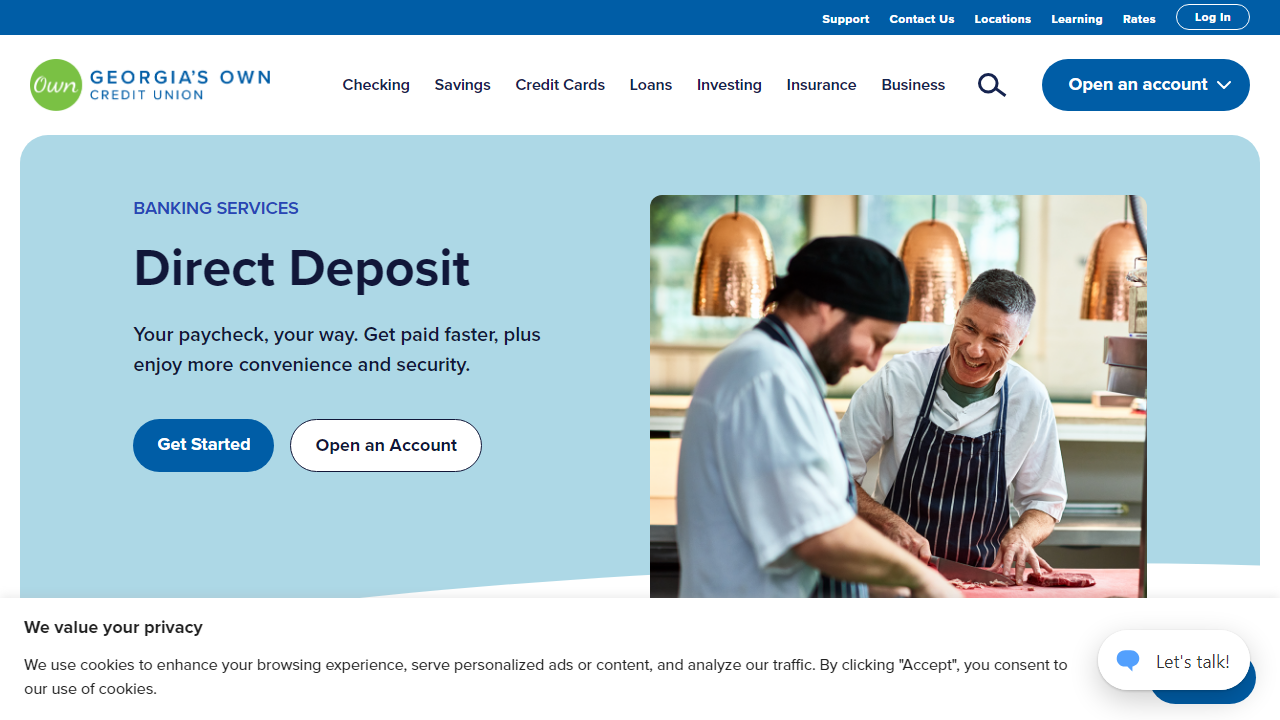 Support Contact Us Locations Learning Rates Log In
Own GEORGIA'S OWN
CREDIT UNION
Checking Savings Credit Cards Loans Investing Insurance Business Open an account
BANKING SERVICES
Direct Deposit
Your paycheck, your way. Get paid faster, plus
enjoy more convenience and security.
Get Started Open an Account
We value your privacy
We use cookies to enhance your browsing experience, serve personalized ads or content, and analyze our traffic. By clicking "Accept", you consent to
our use of cookies.
Let's talk!